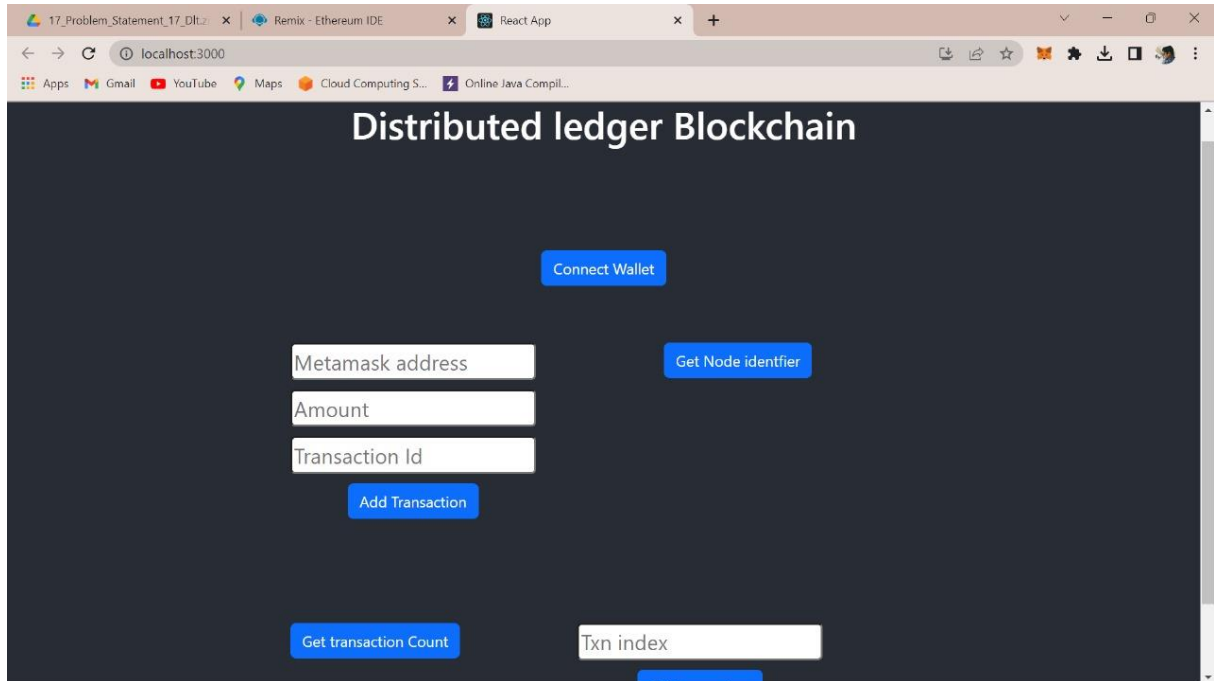 17_Problem_Statement_17_Dlt.z
Remix - Ethereum IDE
React App
localhost:3000
Apps
Gmail
YouTube
Maps
Cloud Computing S...
Online Java Compil...
Distributed ledger Blockchain
Connect Wallet
Metamask address
Get Node identfier
Amount
Transaction Id
Add Transaction
Get transaction Count
Txn index